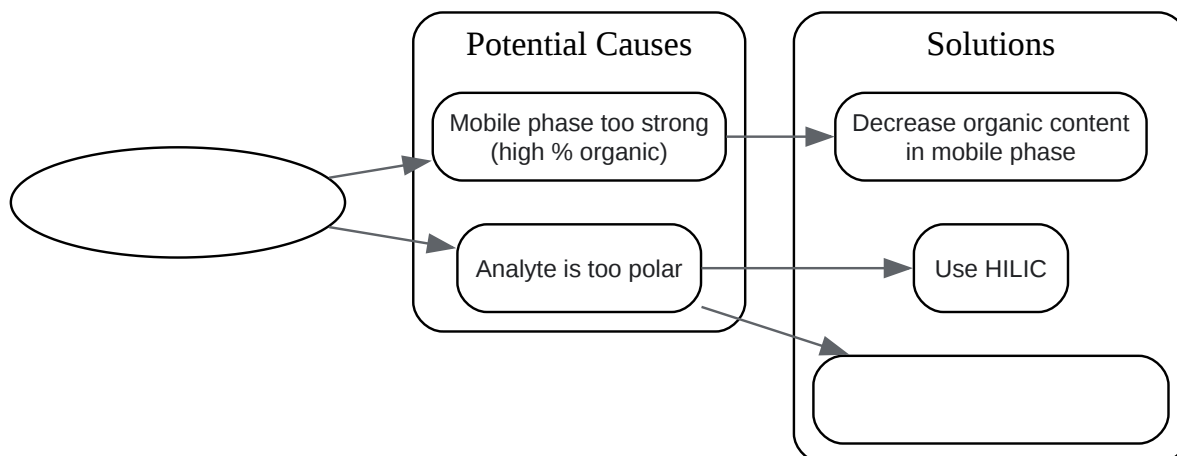 Potential Causes
Solutions
Mobile phase too strong
(high % organic)
Decrease organic content
in mobile phase
Analyte is too polar
Use HILIC